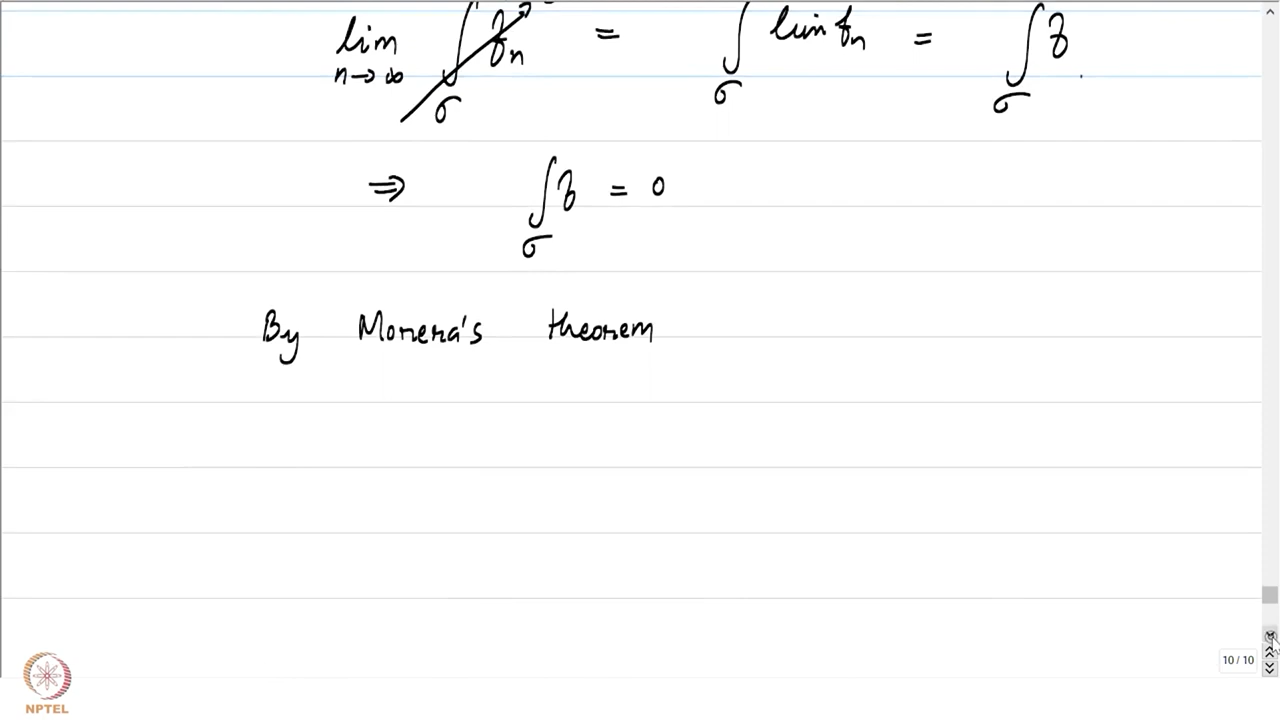 lim n→∞ ∫σ fn = ∫σ lim fn = ∫σ f.
⇒ ∫σ f = 0
By Morera's theorem
10 / 10
NPTEL